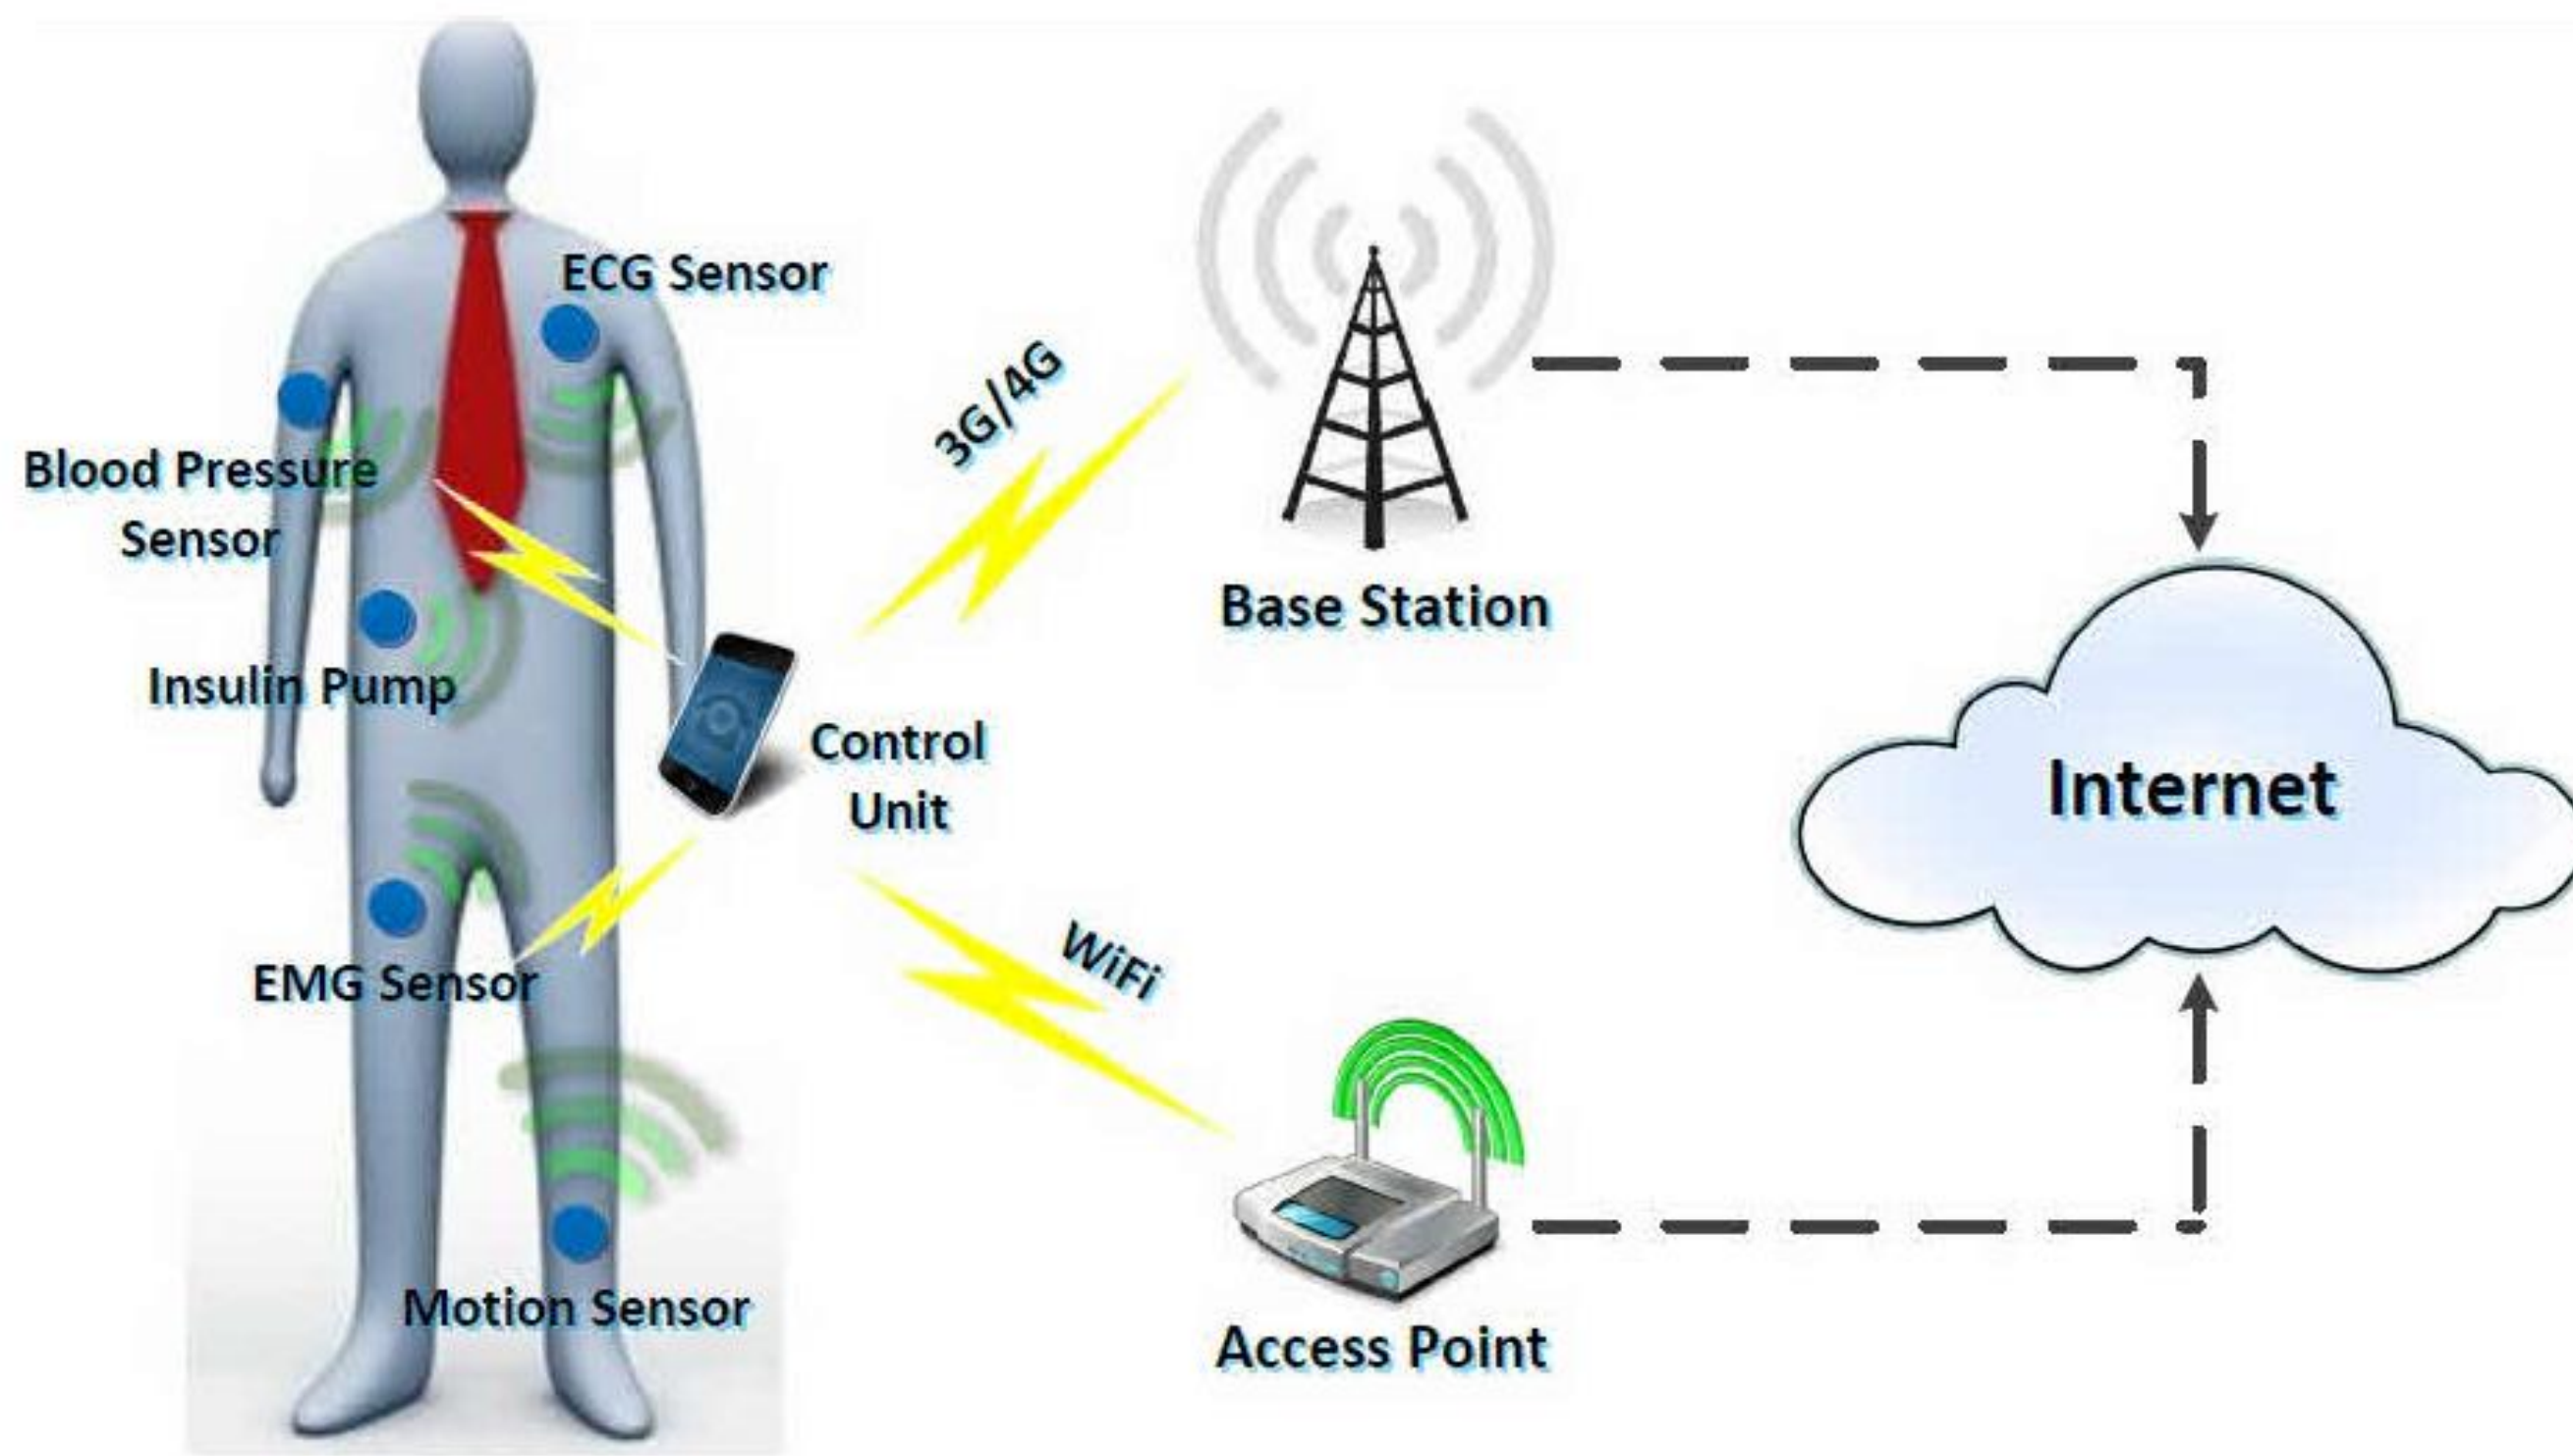 ECG Sensor
3G/4G
Blood Pressure
Sensor
Base Station
Insulin Pump
Control
Unit
Internet
WiFi
EMG Sensor
Motion Sensor
Access Point